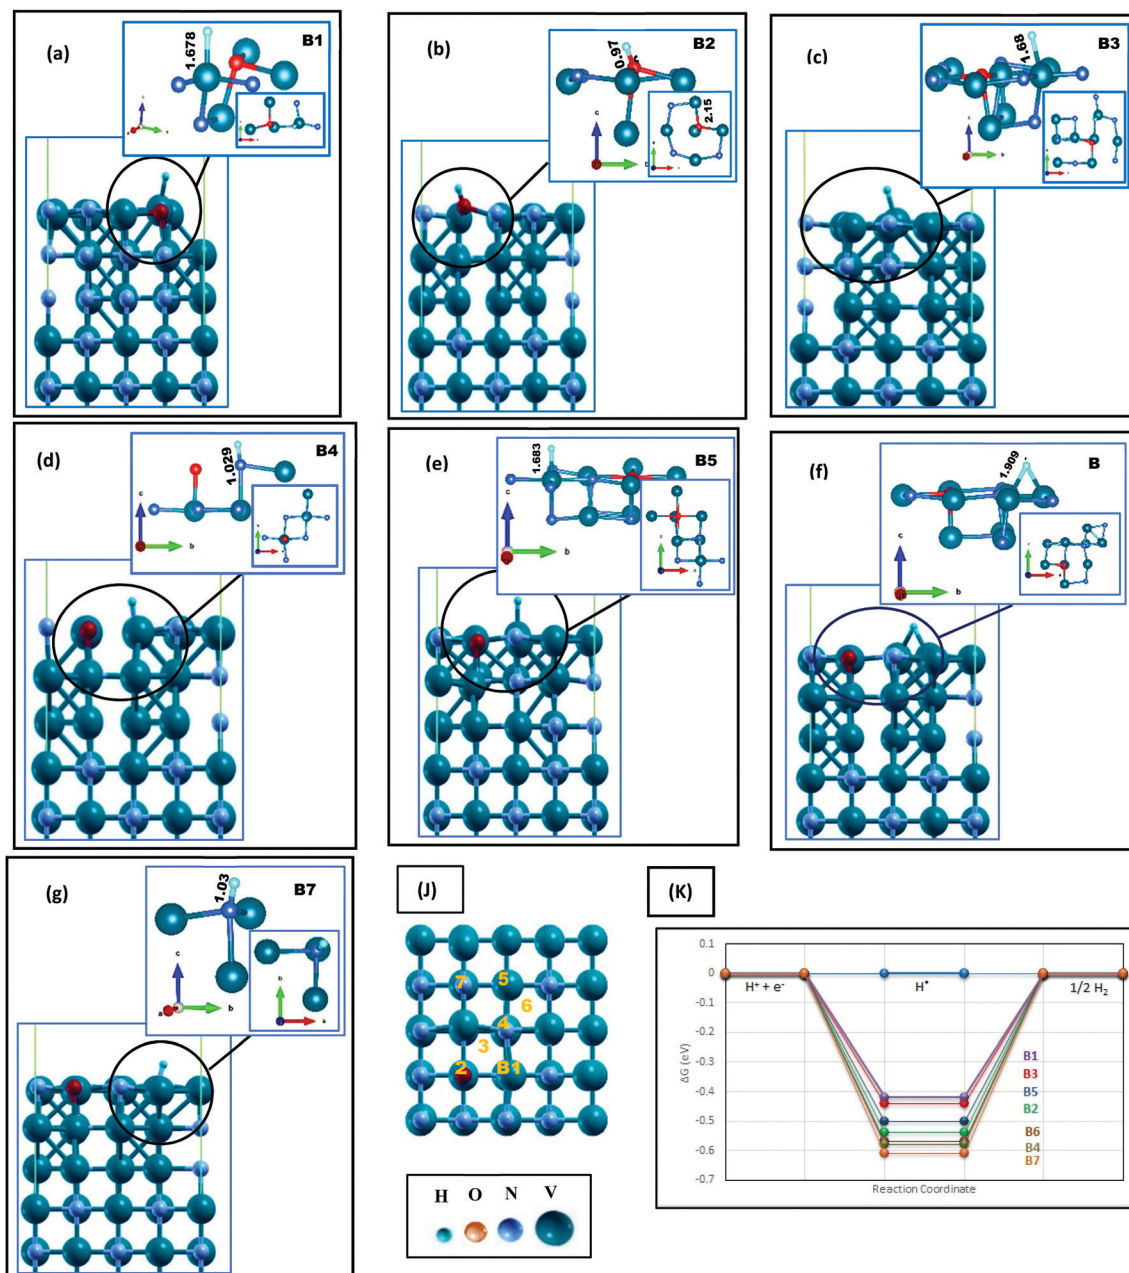 (a)
1.678
B1
(b)
0.97
B2
c
2.15
b
(c)
1.68
B3
c
b
(d)
1.029
B4
c
b
(e)
1.683
B5
c
b
(f)
1.909
B
c
b
(g)
1.03
B7
c
b
a
b
a
(J)
7 5
6
4
3
2 B1
H O N V
(K)
0.1
0
-0.1
-0.2
-0.3
-0.4
-0.5
-0.6
-0.7
ΔG (eV)
H⁺ + e⁻
H*
1/2 H₂
B1
B3
B5
B2
B6
B4
B7
Reaction Coordinate